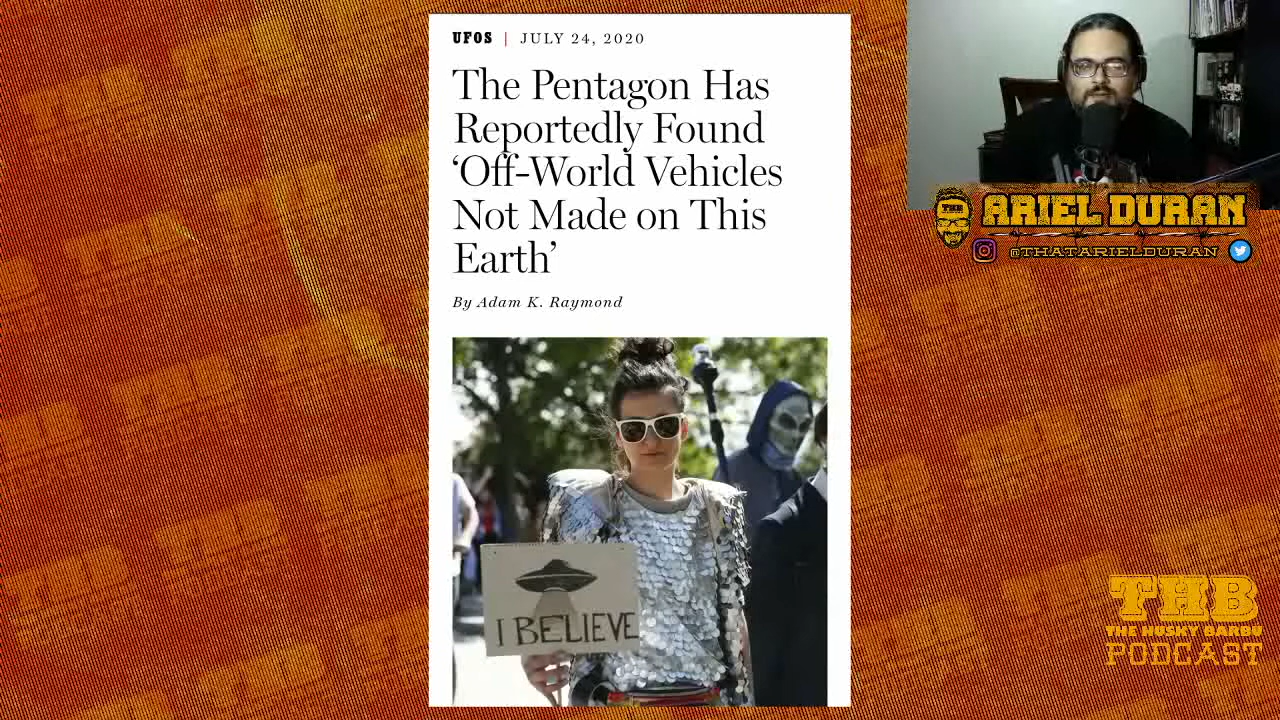 UFOS | JULY 24, 2020
The Pentagon Has
Reportedly Found
‘Off-World Vehicles
Not Made on This
Earth’
By Adam K. Raymond
I BELIEVE
THB
ARIEL DURAN
@THATARIELDURAN
THB
THE HUSKY BARBU
PODCAST